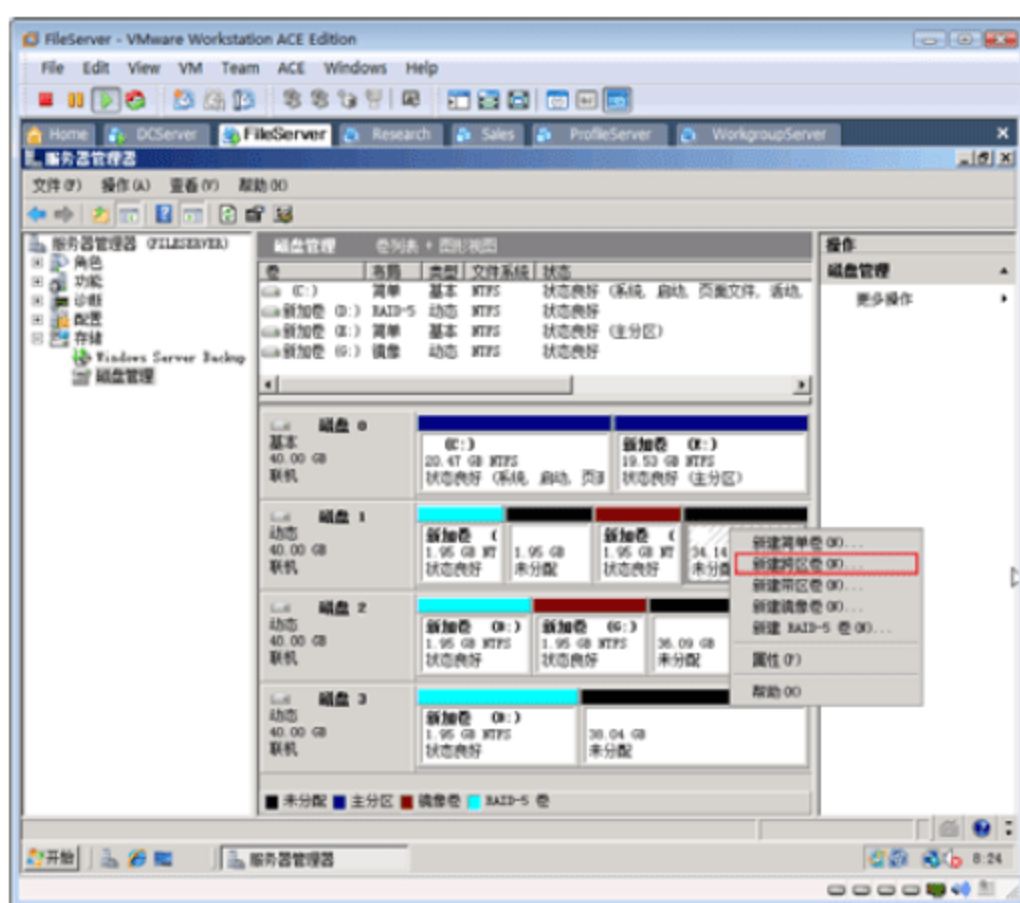 FileServer - VMware Workstation ACE Edition
File Edit View VM Team ACE Windows Help
Home DCServer FileServer Research Sales ProfileServer WorkgroupServer
服务器管理器
文件(F) 操作(A) 查看(V) 帮助(H)
服务器管理器 (FILESERVER)
角色
功能
诊断
配置
存储
Windows Server Backup
磁盘管理
磁盘管理 卷列表 + 图形视图
卷 布局 类型 文件系统 状态
(C:) 简单 基本 NTFS 状态良好 (系统, 启动, 页面文件, 活动,
新加卷 (D:) RAID-5 动态 NTFS 状态良好
新加卷 (E:) 简单 基本 NTFS 状态良好 (主分区)
新加卷 (G:) 镜像 动态 NTFS 状态良好
操作
磁盘管理
更多操作
磁盘 0
基本
40.00 GB
联机
(C:)
20.47 GB NTFS
状态良好 (系统, 启动, 页面
新加卷 (E:)
19.53 GB NTFS
状态良好 (主分区)
磁盘 1
动态
40.00 GB
联机
新加卷 (
1.95 GB NT
状态良好
1.95 GB
未分配
新加卷 (
1.95 GB NT
状态良好
34.14
未分配
新建简单卷(N)...
新建跨区卷(N)...
新建带区卷(N)...
新建镜像卷(N)...
新建 RAID-5 卷(N)...
属性(P)
帮助(H)
磁盘 2
动态
40.00 GB
联机
新加卷 (D:)
1.95 GB NTFS
状态良好
新加卷 (G:)
1.95 GB NTFS
状态良好
36.09 GB
未分配
磁盘 3
动态
40.00 GB
联机
新加卷 (D:)
1.95 GB NTFS
状态良好
38.04 GB
未分配
未分配 主分区 镜像卷 RAID-5 卷
开始 服务器管理器 8:24